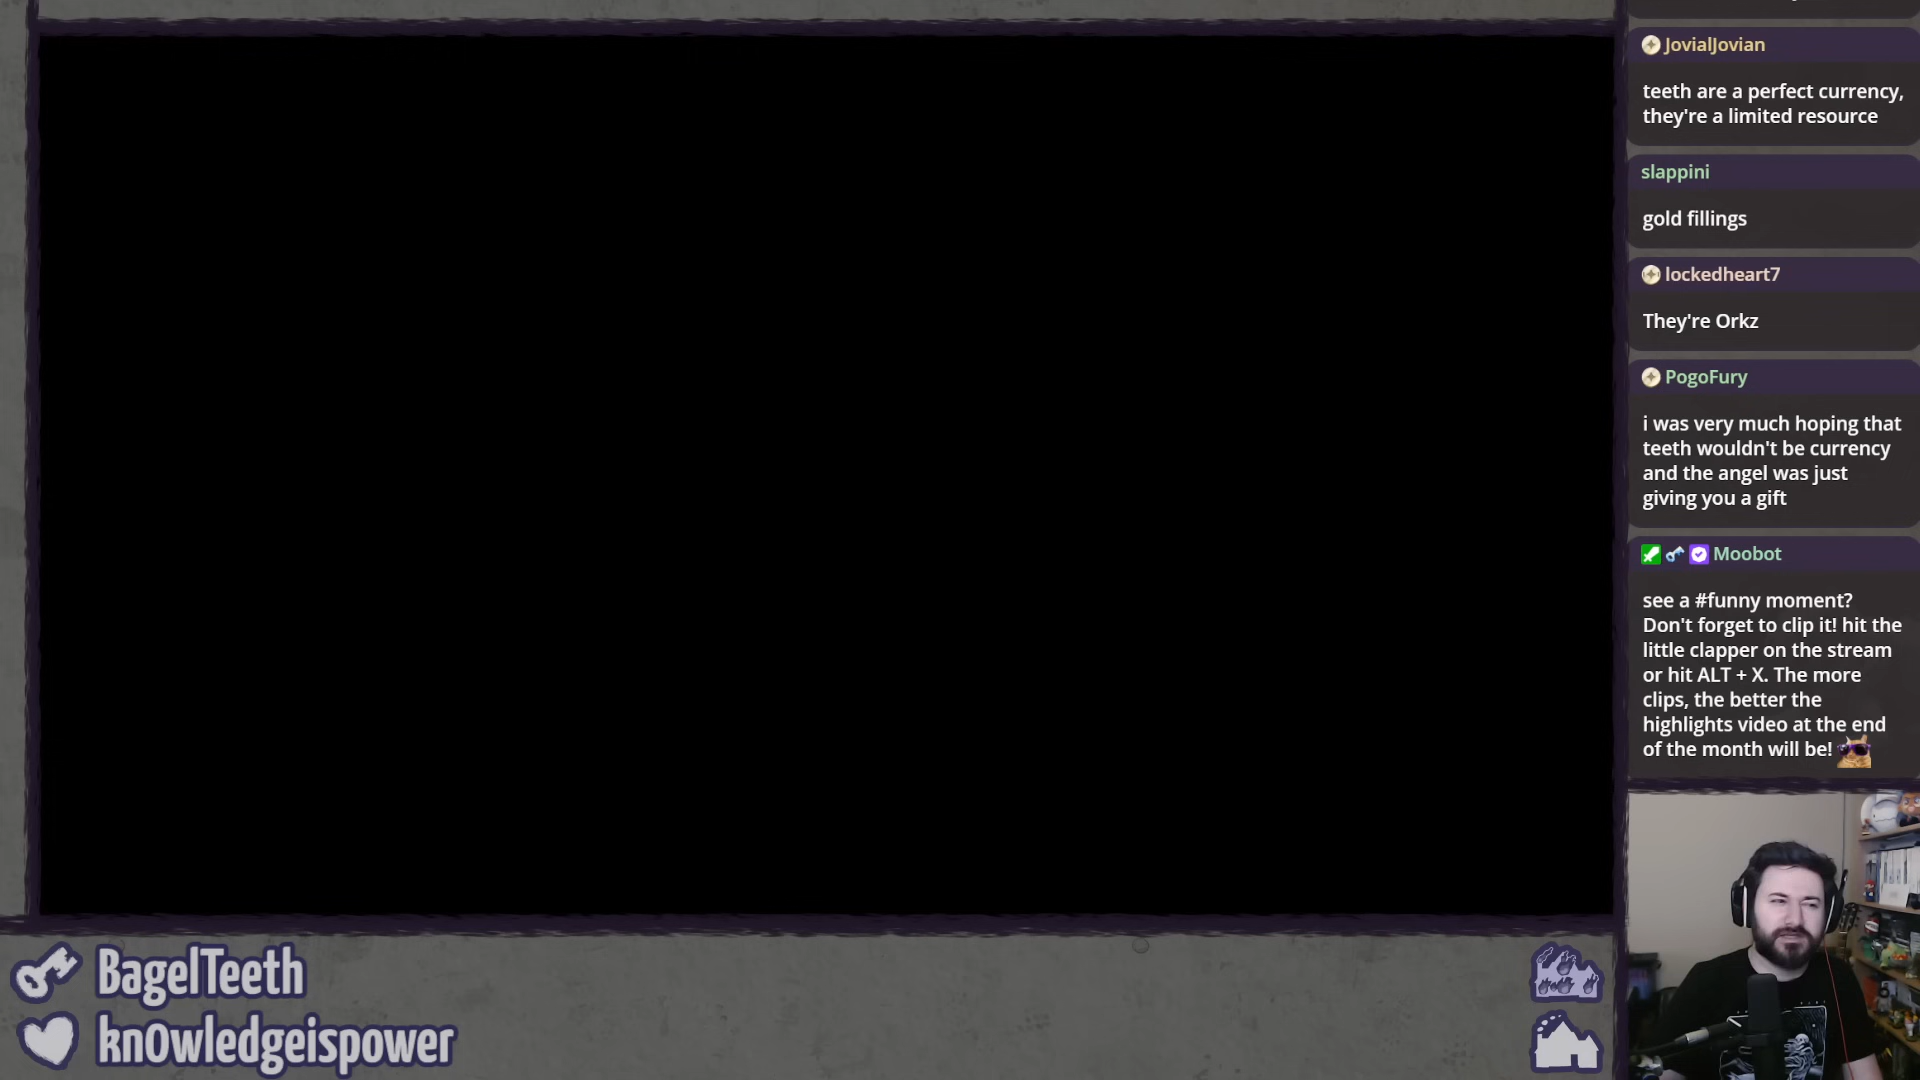 JovialJovian
teeth are a perfect currency,
they're a limited resource
slappini
gold fillings
lockedheart7
They're Orkz
PogoFury
i was very much hoping that
teeth wouldn't be currency
and the angel was just
giving you a gift
Moobot
see a #funny moment?
Don't forget to clip it! hit the
little clapper on the stream
or hit ALT + X. The more
clips, the better the
highlights video at the end
of the month will be!
BagelTeeth
kn0wledgeispower